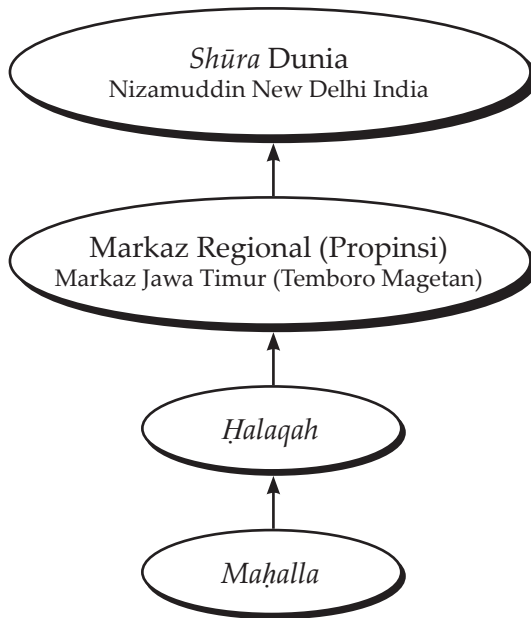 Shūra Dunia
Nizamuddin New Delhi India
Markaz Regional (Propinsi)
Markaz Jawa Timur (Temboro Magetan)
Ḥalaqah
Maḥalla